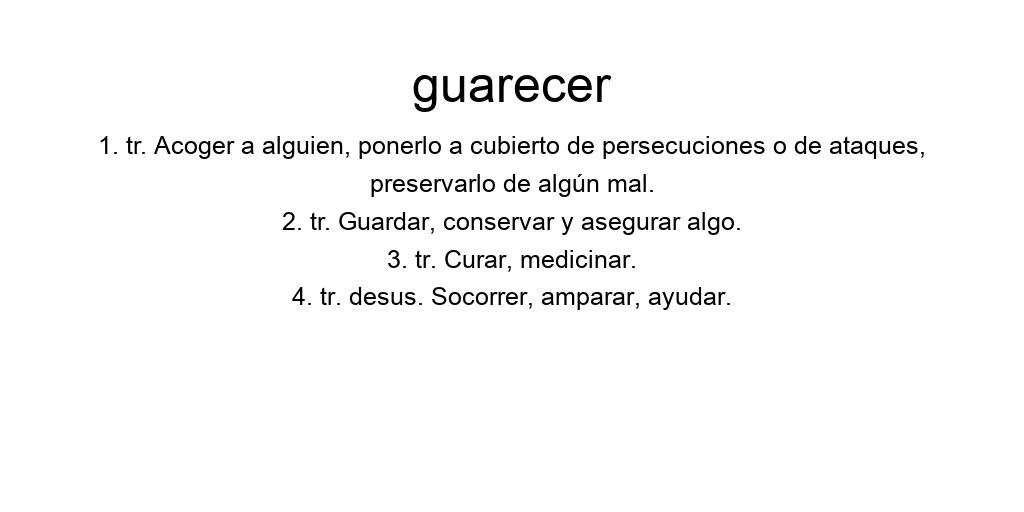 guarecer
1. tr. Acoger a alguien, ponerlo a cubierto de persecuciones o de ataques,
preservarlo de algún mal.
2. tr. Guardar, conservar y asegurar algo.
3. tr. Curar, medicinar.
4. tr. desus. Socorrer, amparar, ayudar.